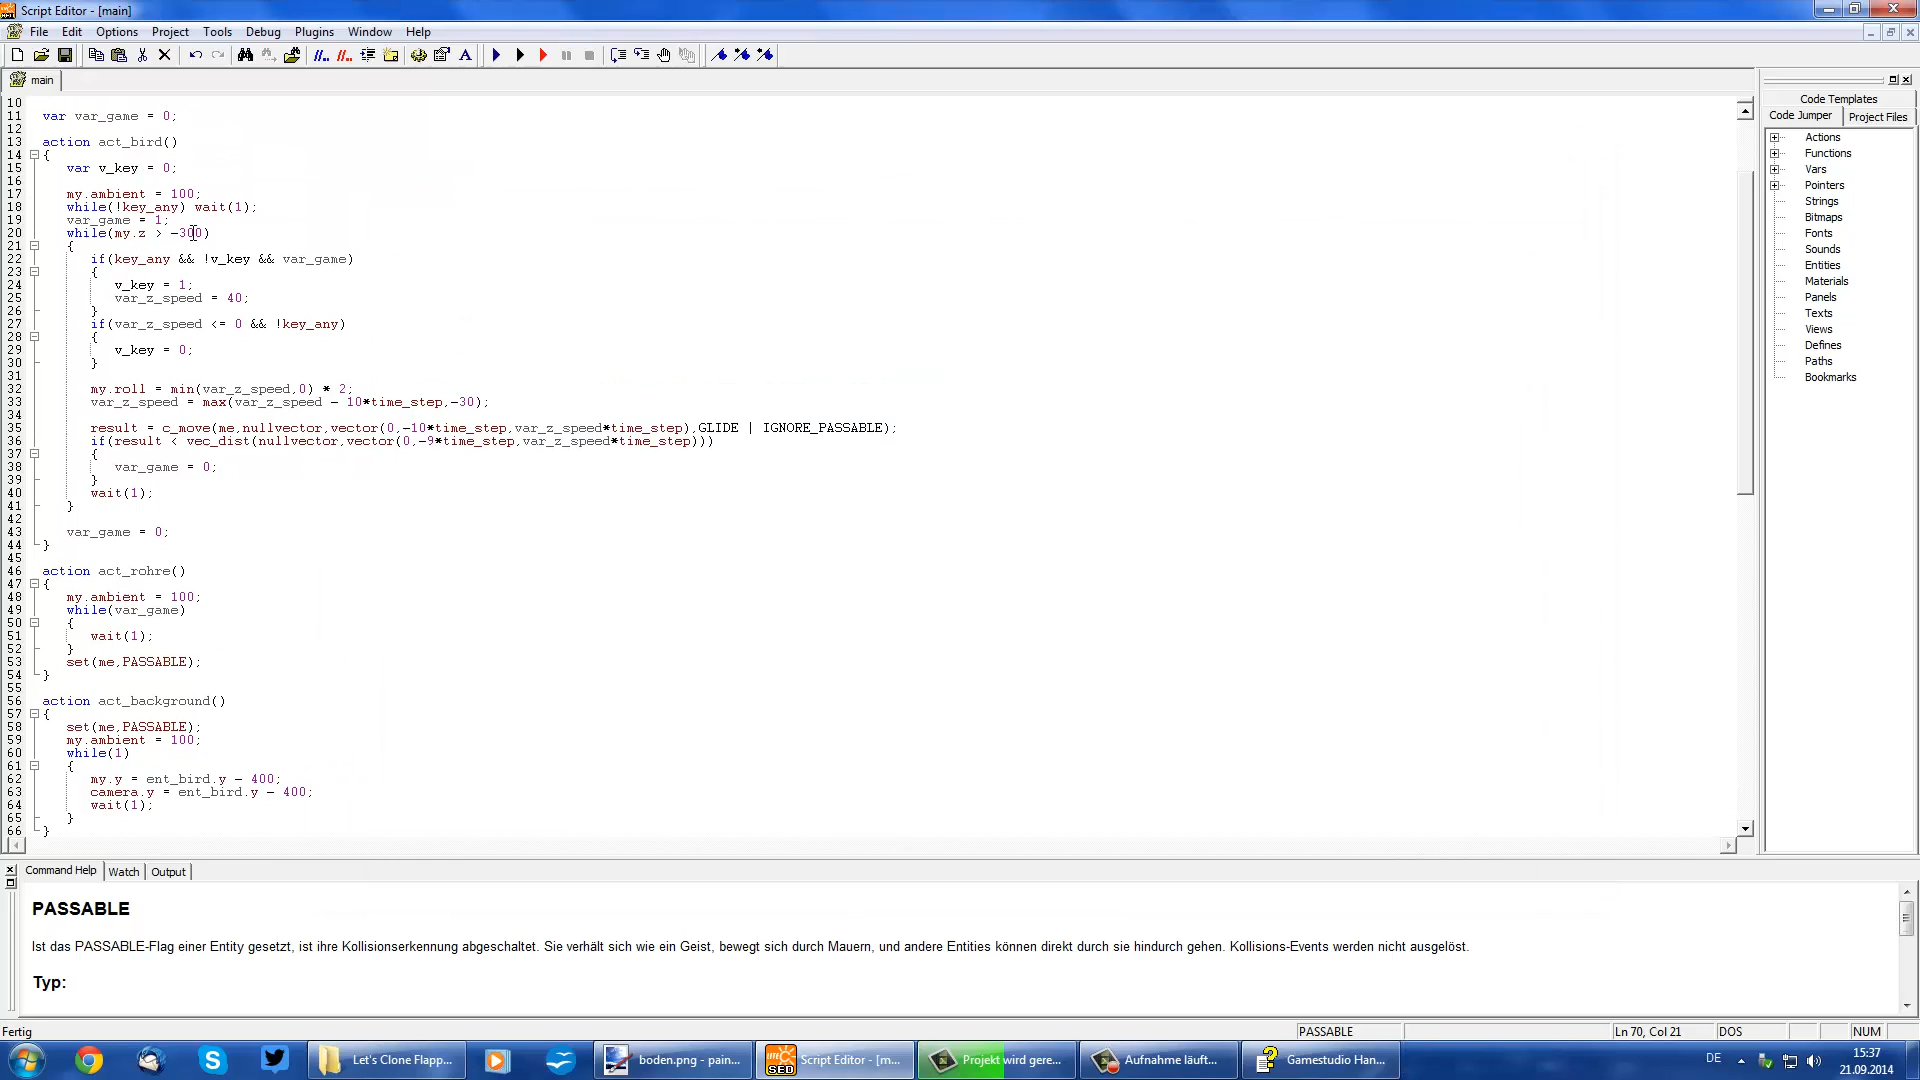 Script Editor - [main]
File Edit Options Project Tools Debug Plugins Window Help
main
10
11 var var_game = 0;
12
13 action act_bird()
14 {
15 var v_key = 0;
16
17 my.ambient = 100;
18 while(!key_any) wait(1);
19 var_game = 1;
20 while(my.z > -300)
21 {
22 if(key_any && !v_key && var_game)
23 {
24 v_key = 1;
25 var_z_speed = 40;
26 }
27 if(var_z_speed <= 0 && !key_any)
28 {
29 v_key = 0;
30 }
31
32 my.roll = min(var_z_speed,0) * 2;
33 var_z_speed = max(var_z_speed - 10*time_step,-30);
34
35 result = c_move(me,nullvector,vector(0,-10*time_step,var_z_speed*time_step),GLIDE | IGNORE_PASSABLE);
36 if(result < vec_dist(nullvector,vector(0,-9*time_step,var_z_speed*time_step)))
37 {
38 var_game = 0;
39 }
40 wait(1);
41 }
42
43 var_game = 0;
44 }
45
46 action act_rohre()
47 {
48 my.ambient = 100;
49 while(var_game)
50 {
51 wait(1);
52 }
53 set(me,PASSABLE);
54 }
55
56 action act_background()
57 {
58 set(me,PASSABLE);
59 my.ambient = 100;
60 while(1)
61 {
62 my.y = ent_bird.y - 400;
63 camera.y = ent_bird.y - 400;
64 wait(1);
65 }
66 }
Code Templates
Code Jumper Project Files
Actions
Functions
Vars
Pointers
Strings
Bitmaps
Fonts
Sounds
Entities
Materials
Panels
Texts
Views
Defines
Paths
Bookmarks
Command Help Watch Output
PASSABLE
Ist das PASSABLE-Flag einer Entity gesetzt, ist ihre Kollisionserkennung abgeschaltet. Sie verhält sich wie ein Geist, bewegt sich durch Mauern, und andere Entities können direkt durch sie hindurch gehen. Kollisions-Events werden nicht ausgelöst.
Typ:
Fertig PASSABLE Ln 70, Col 21 DOS NUM
Let's Clone Flapp... boden.png - pain... SED Script Editor - [m... Projekt wird gere... Aufnahme läuft... Gamestudio Han... DE 15:37
21.09.2014